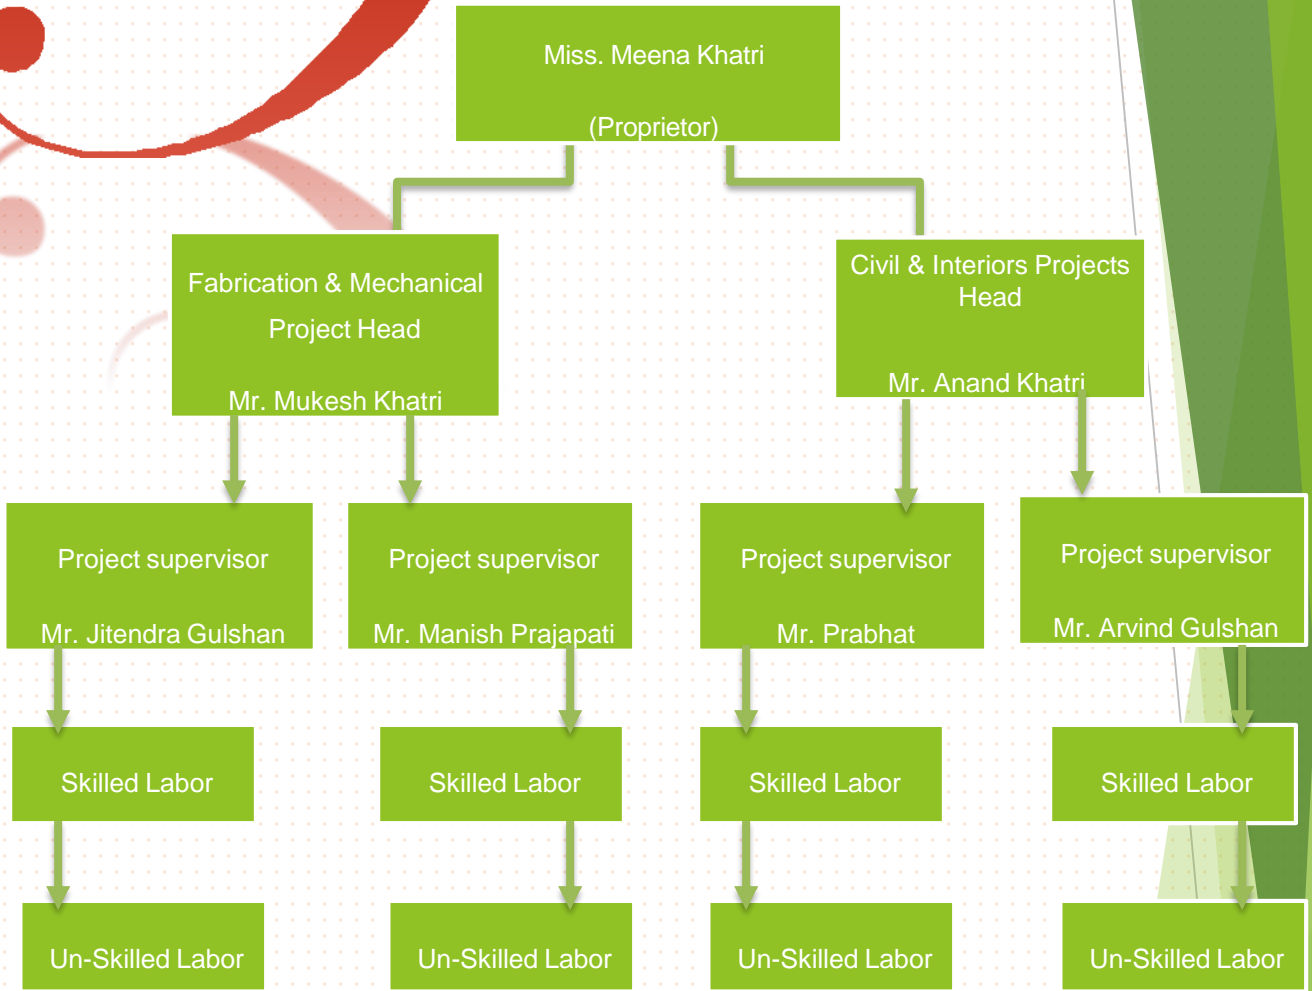 Miss. Meena Khatri
(Proprietor)
Fabrication & Mechanical
Project Head
Mr. Mukesh Khatri
Civil & Interiors Projects
Head
Mr. Anand Khatri
Project supervisor
Mr. Jitendra Gulshan
Project supervisor
Mr. Manish Prajapati
Project supervisor
Mr. Prabhat
Project supervisor
Mr. Arvind Gulshan
Skilled Labor
Skilled Labor
Skilled Labor
Skilled Labor
Un-Skilled Labor
Un-Skilled Labor
Un-Skilled Labor
Un-Skilled Labor